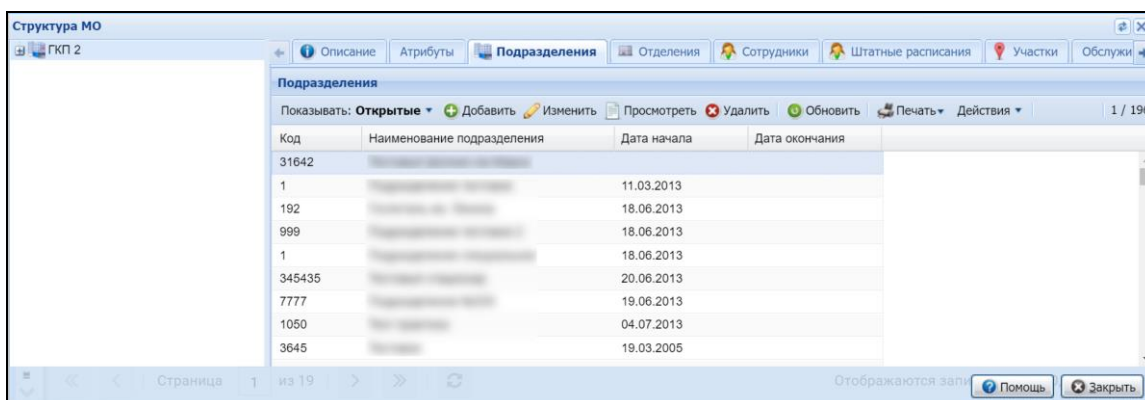 Структура МО
ГКП 2
Описание Атрибуты Подразделения Отделения Сотрудники Штатные расписания Участки Обслужи
Подразделения
Показывать: Открытые Добавить Изменить Просмотреть Удалить Обновить Печать Действия 1 / 196
Код Наименование подразделения Дата начала Дата окончания
31642
1 11.03.2013
192 18.06.2013
999 18.06.2013
1 18.06.2013
345435 20.06.2013
7777 19.06.2013
1050 04.07.2013
3645 19.03.2005
Страница 1 из 19 Отображаются запи Помощь Закрыть